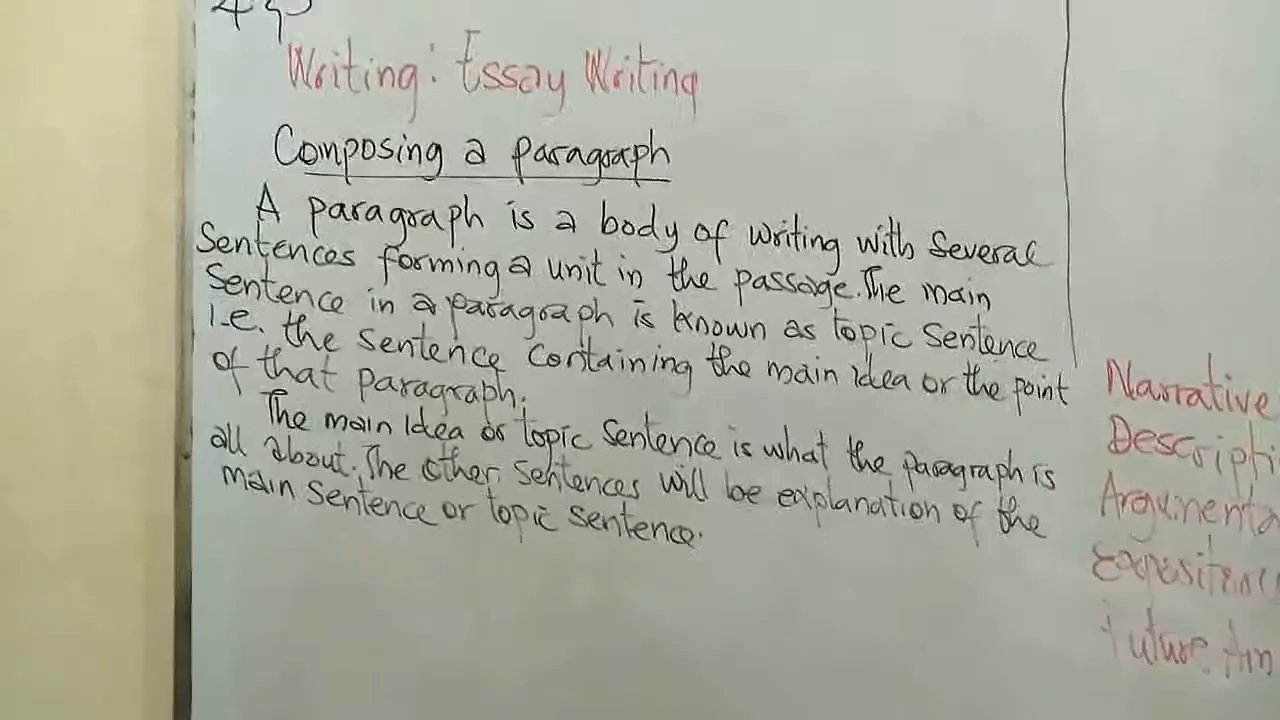 Writing: Essay Writing
Composing a paragraph
A paragraph is a body of writing with several
Sentences forming a unit in the passage. The main
Sentence in a paragraph is known as topic Sentence
i.e. the Sentence Containing the main idea or the point
of that paragraph.
The main idea or topic Sentence is what the paragraph is
all about. The other Sentences will be explanation of the
main Sentence or topic Sentence.
Narrative
Descripti
Argumenta